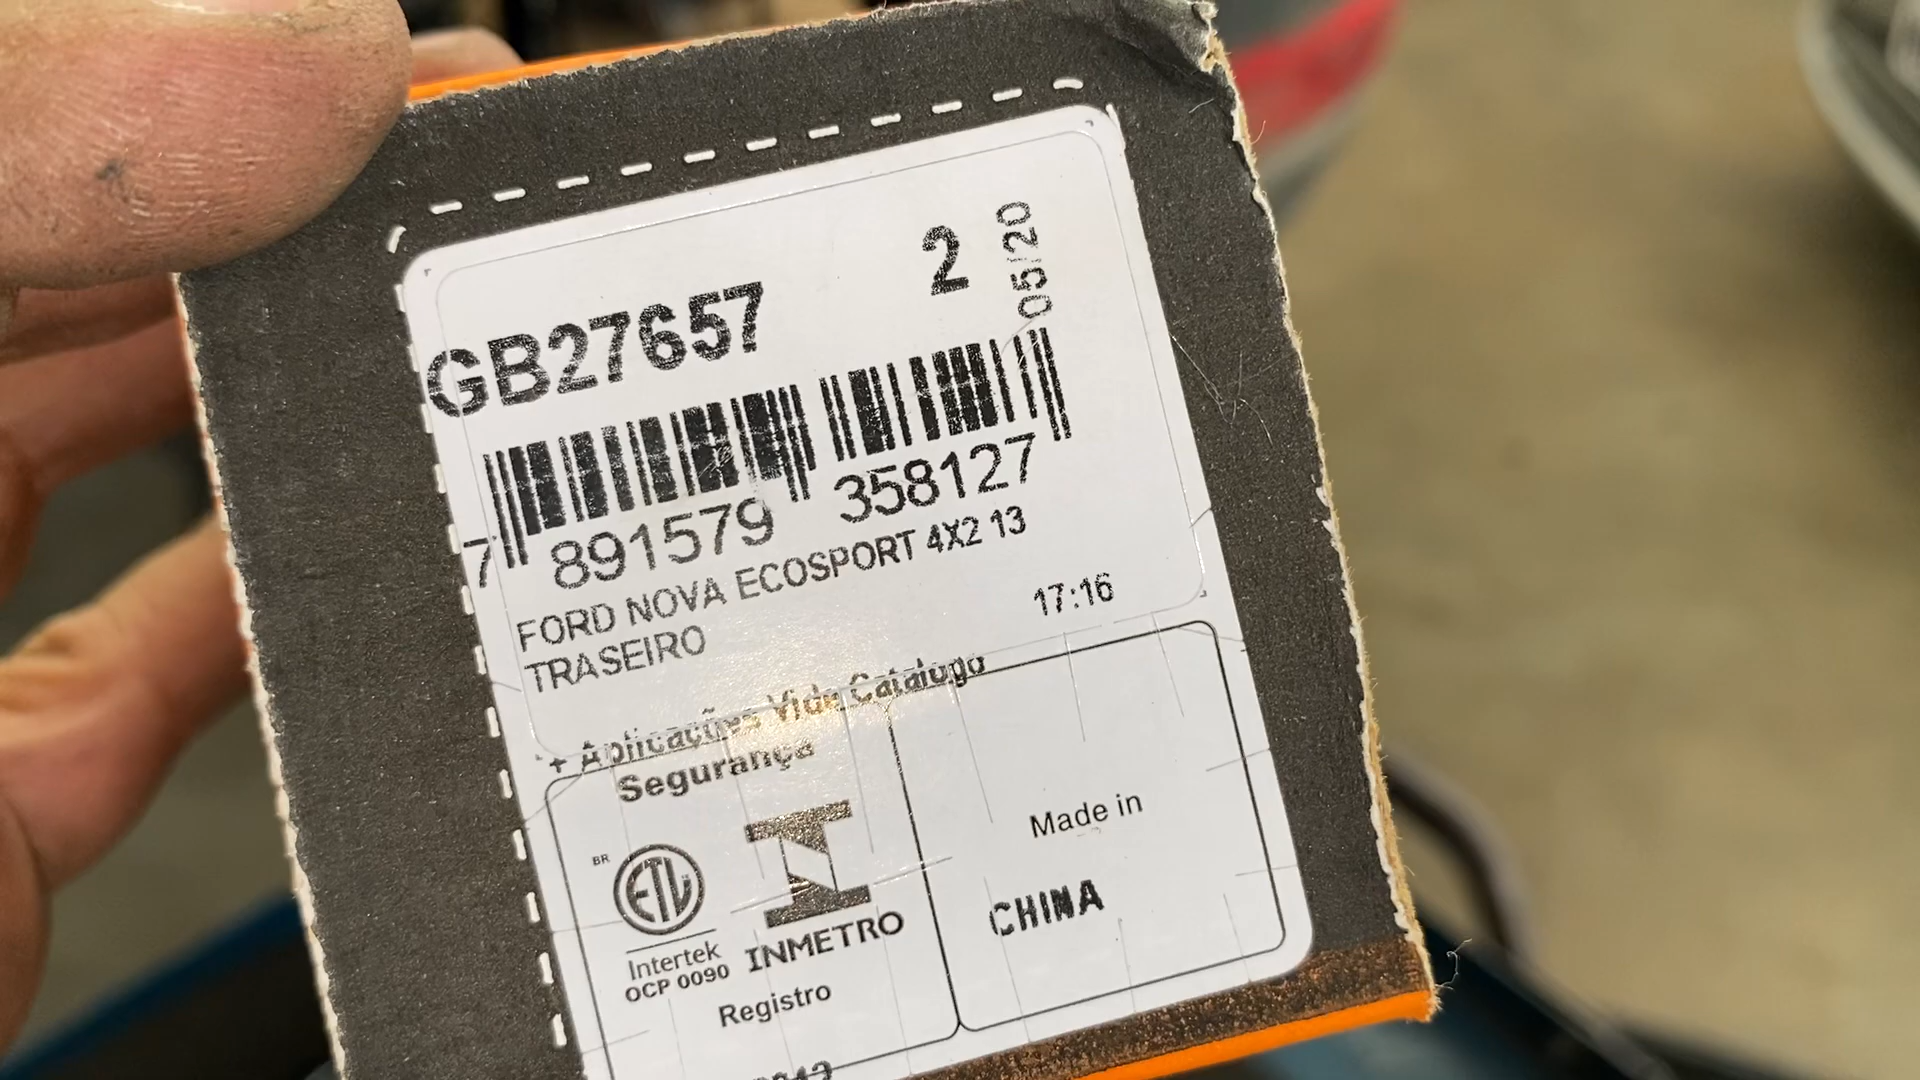 GB27657 2
05/20
7 891579 358127
FORD NOVA ECOSPORT 4X2 13
TRASEIRO
17:16
+ Aplicações Vide Catálogo
Segurança
BR
ETL
Intertek
OCP 0090
INMETRO
Registro
Made in
CHINA